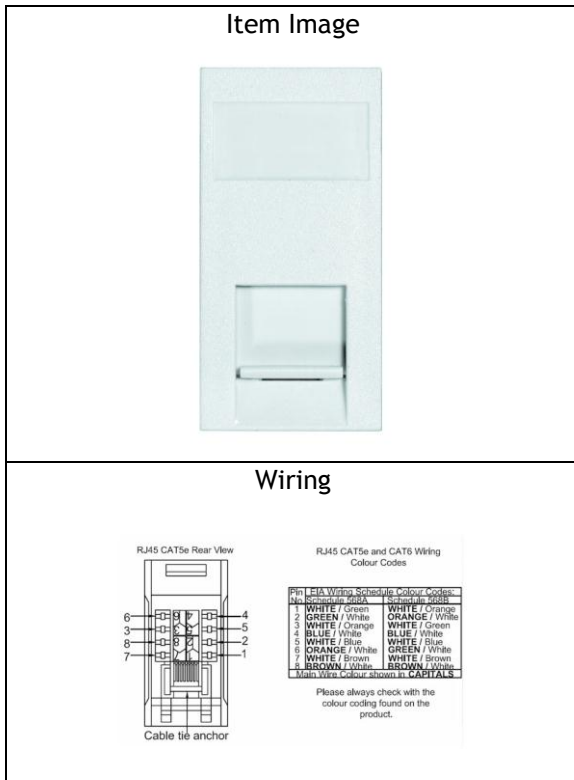 Item Image
Wiring
RJ45 CAT5e Rear View
6
3
8
7
4
5
2
1
Cable tie anchor
RJ45 CAT5e and CAT6 Wiring
Colour Codes
Pin EIA Wiring Schedule Colour Codes:
No Schedule 568A Schedule 568B
1 WHITE / Green WHITE / Orange
2 GREEN / White ORANGE / White
3 WHITE / Orange WHITE / Green
4 BLUE / White BLUE / White
5 WHITE / Blue WHITE / Blue
6 ORANGE / White GREEN / White
7 WHITE / Brown WHITE / Brown
8 BROWN / White BROWN / White
Main Wire Colour shown in CAPITALS
Please always check with the
colour coding found on the
product.